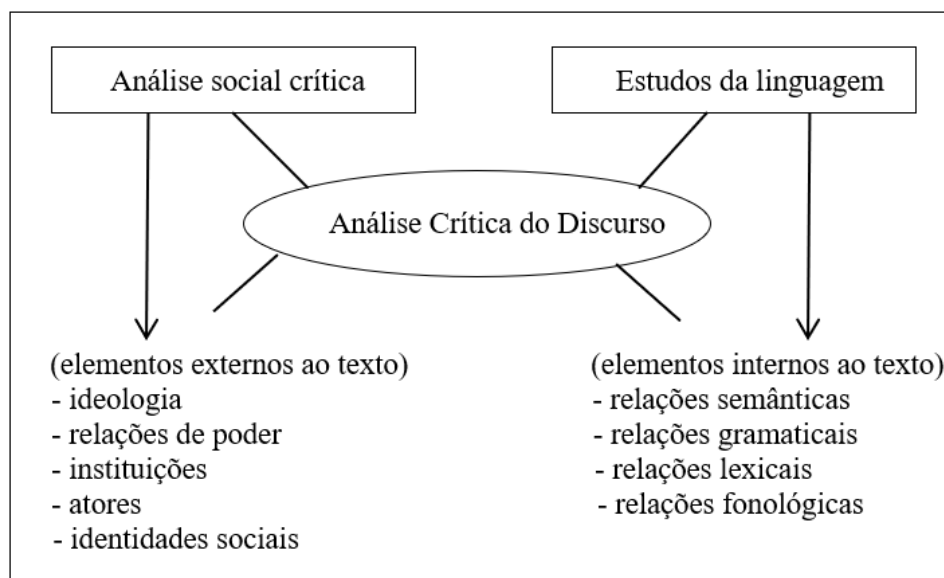 Análise social crítica
Estudos da linguagem
Análise Crítica do Discurso
(elementos externos ao texto)
- ideologia
- relações de poder
- instituições
- atores
- identidades sociais
(elementos internos ao texto)
- relações semânticas
- relações gramaticais
- relações lexicais
- relações fonológicas